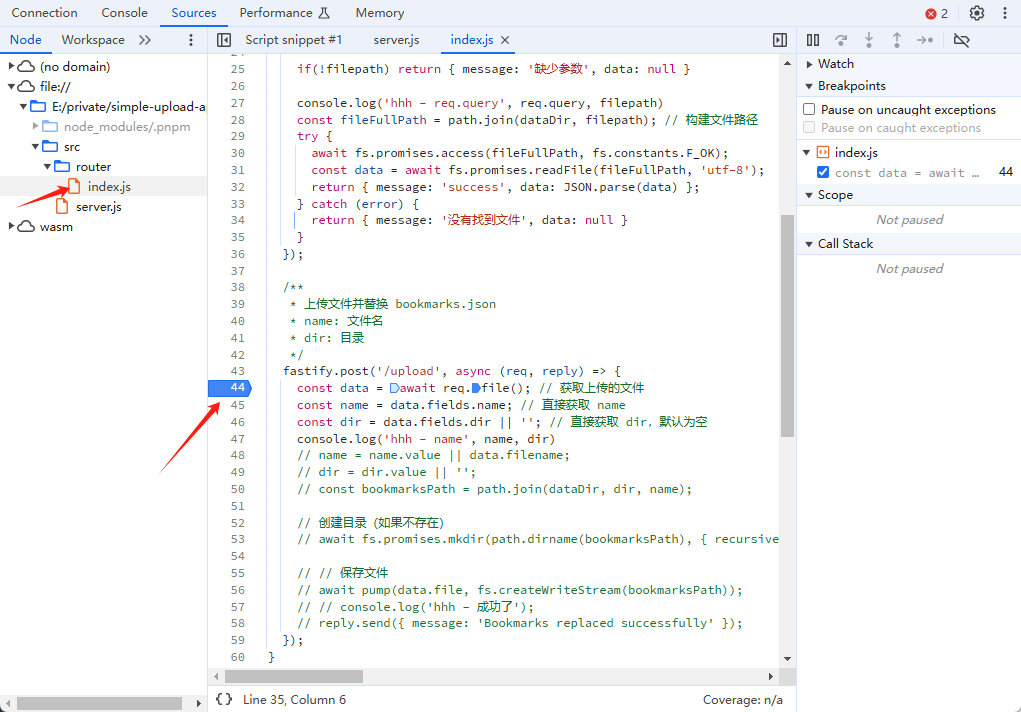 Connection Console Sources Performance Memory 2
Node Workspace Script snippet #1 server.js index.js
(no domain)
file://
E:/private/simple-upload-a
node_modules/.pnpm
src
router
index.js
server.js
wasm
25 if(!filepath) return { message: '缺少参数', data: null }
26
27 console.log('hhh - req.query', req.query, filepath)
28 const fileFullPath = path.join(dataDir, filepath); // 构建文件路径
29 try {
30 await fs.promises.access(fileFullPath, fs.constants.F_OK);
31 const data = await fs.promises.readFile(fileFullPath, 'utf-8');
32 return { message: 'success', data: JSON.parse(data) };
33 } catch (error) {
34 return { message: '没有找到文件', data: null }
35 }
36 });
37
38 /**
39 * 上传文件并替换 bookmarks.json
40 * name: 文件名
41 * dir: 目录
42 */
43 fastify.post('/upload', async (req, reply) => {
44 const data = await req.file(); // 获取上传的文件
45 const name = data.fields.name; // 直接获取 name
46 const dir = data.fields.dir || ''; // 直接获取 dir，默认为空
47 console.log('hhh - name', name, dir)
48 // name = name.value || data.filename;
49 // dir = dir.value || '';
50 // const bookmarksPath = path.join(dataDir, dir, name);
51
52 // 创建目录（如果不存在）
53 // await fs.promises.mkdir(path.dirname(bookmarksPath), { recursive
54
55 // // 保存文件
56 // await pump(data.file, fs.createWriteStream(bookmarksPath));
57 // // console.log('hhh - 成功了');
58 // reply.send({ message: 'Bookmarks replaced successfully' });
59 });
60 }
{} Line 35, Column 6 Coverage: n/a
Watch
Breakpoints
Pause on uncaught exceptions
Pause on caught exceptions
index.js
const data = await … 44
Scope
Not paused
Call Stack
Not paused